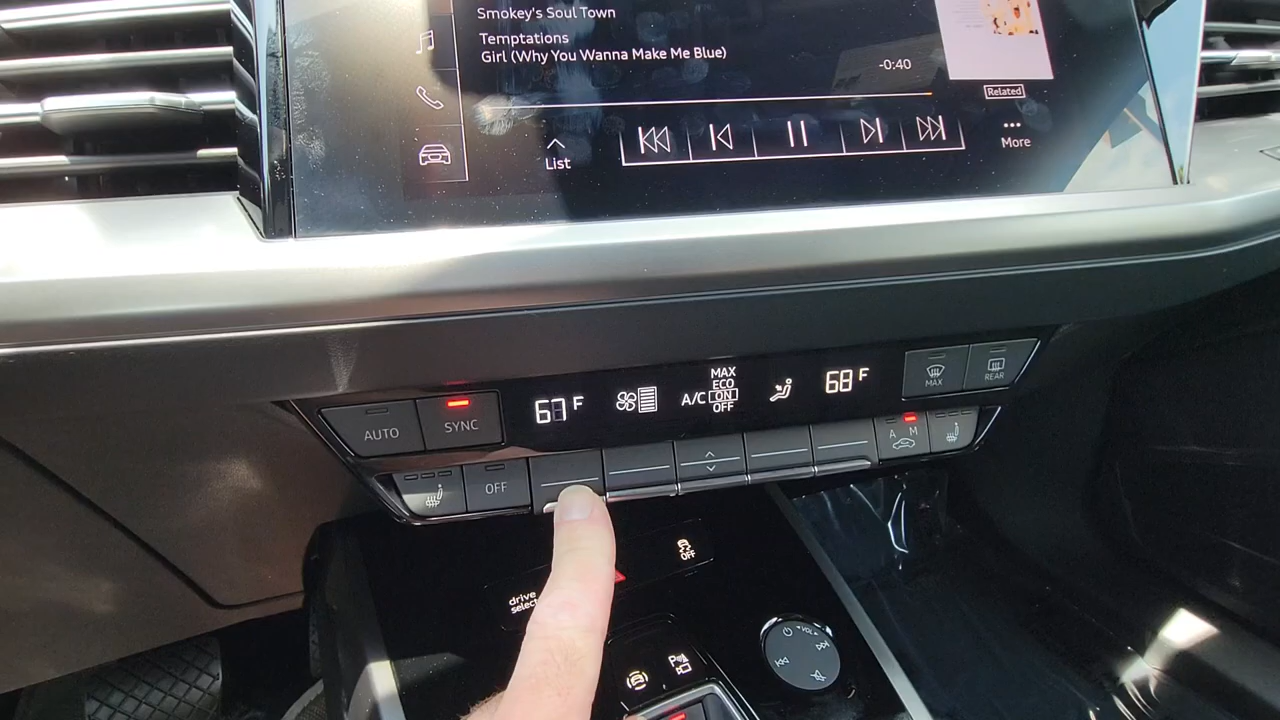 Smokey's Soul Town
Temptations
Girl (Why You Wanna Make Me Blue)
-0:40
Related
List
More
AUTO
SYNC
67 F
A/C
MAX
ECO
ON
OFF
68 F
MAX
REAR
OFF
A M
OFF
drive
select
VOL
P